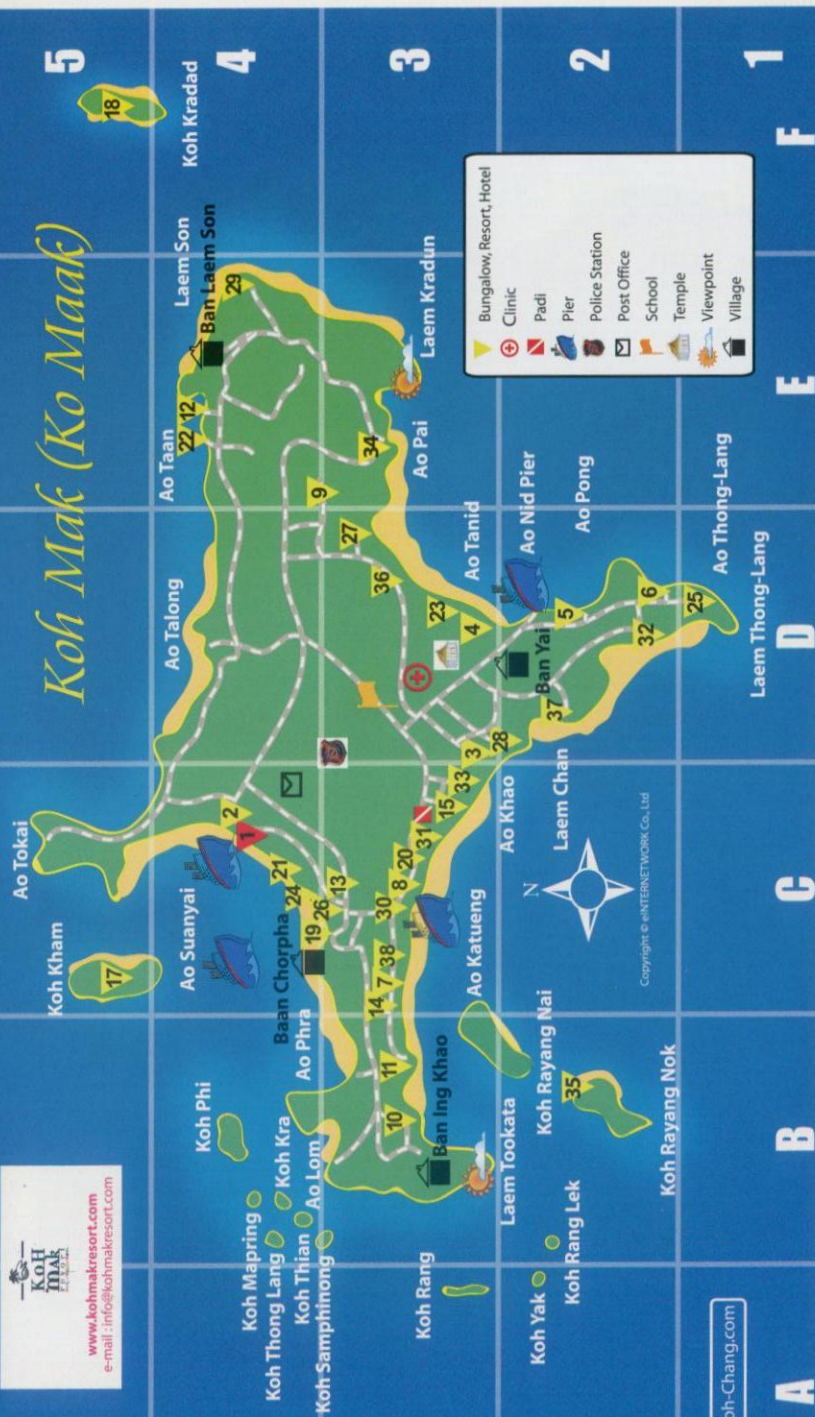 Koh Mak (Ko Maak)
KOH
MAK
resort
www.kohmakresort.com
e-mail : info@kohmakresort.com
5
4
3
2
1
A
B
C
D
E
F
Koh Kradad
18
Laem Son
Ban Laem Son
29
Ao Taan
22
12
Ao Talong
Ao Tokai
Koh Kham
17
Ao Suanyai
2
1
21
24
26
19
13
Baan Chorpha
Ao Phra
Koh Phi
Koh Mapring
Koh Kra
Koh Thong Lang
Ao Lom
Koh Thian
Koh Samphinong
Laem Kradun
34
Ao Pai
9
27
36
23
4
Ao Tanid
Ao Nid Pier
Ao Pong
5
6
25
32
37
Ban Yai
28
3
33
15
31
20
8
30
38
7
14
11
10
Ban Ing Khao
Laem Tookata
Ao Khao
Laem Chan
Ao Katueng
Koh Rayang Nai
35
Koh Rayang Nok
Koh Rang
Koh Yak
Koh Rang Lek
Ao Thong-Lang
Laem Thong-Lang
N
Copyright © eINTERNETWORK Co., Ltd
Bungalow, Resort, Hotel
Clinic
Padi
Pier
Police Station
Post Office
School
Temple
Viewpoint
Village
oh-Chang.com